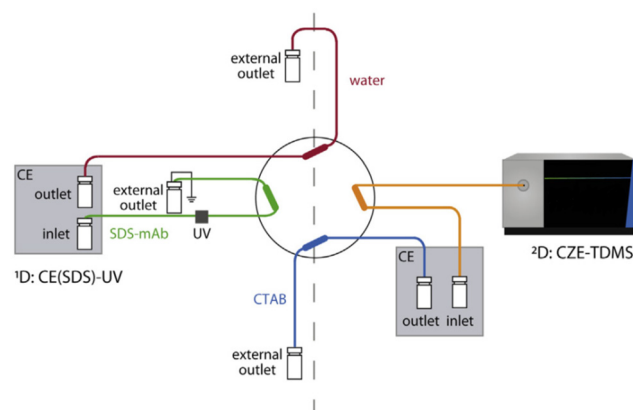 external
outlet
water
CE
outlet
external
outlet
inlet
SDS-mAb
UV
¹D: CE(SDS)-UV
²D: CZE-TDMS
CE
CTAB
outlet
inlet
external
outlet